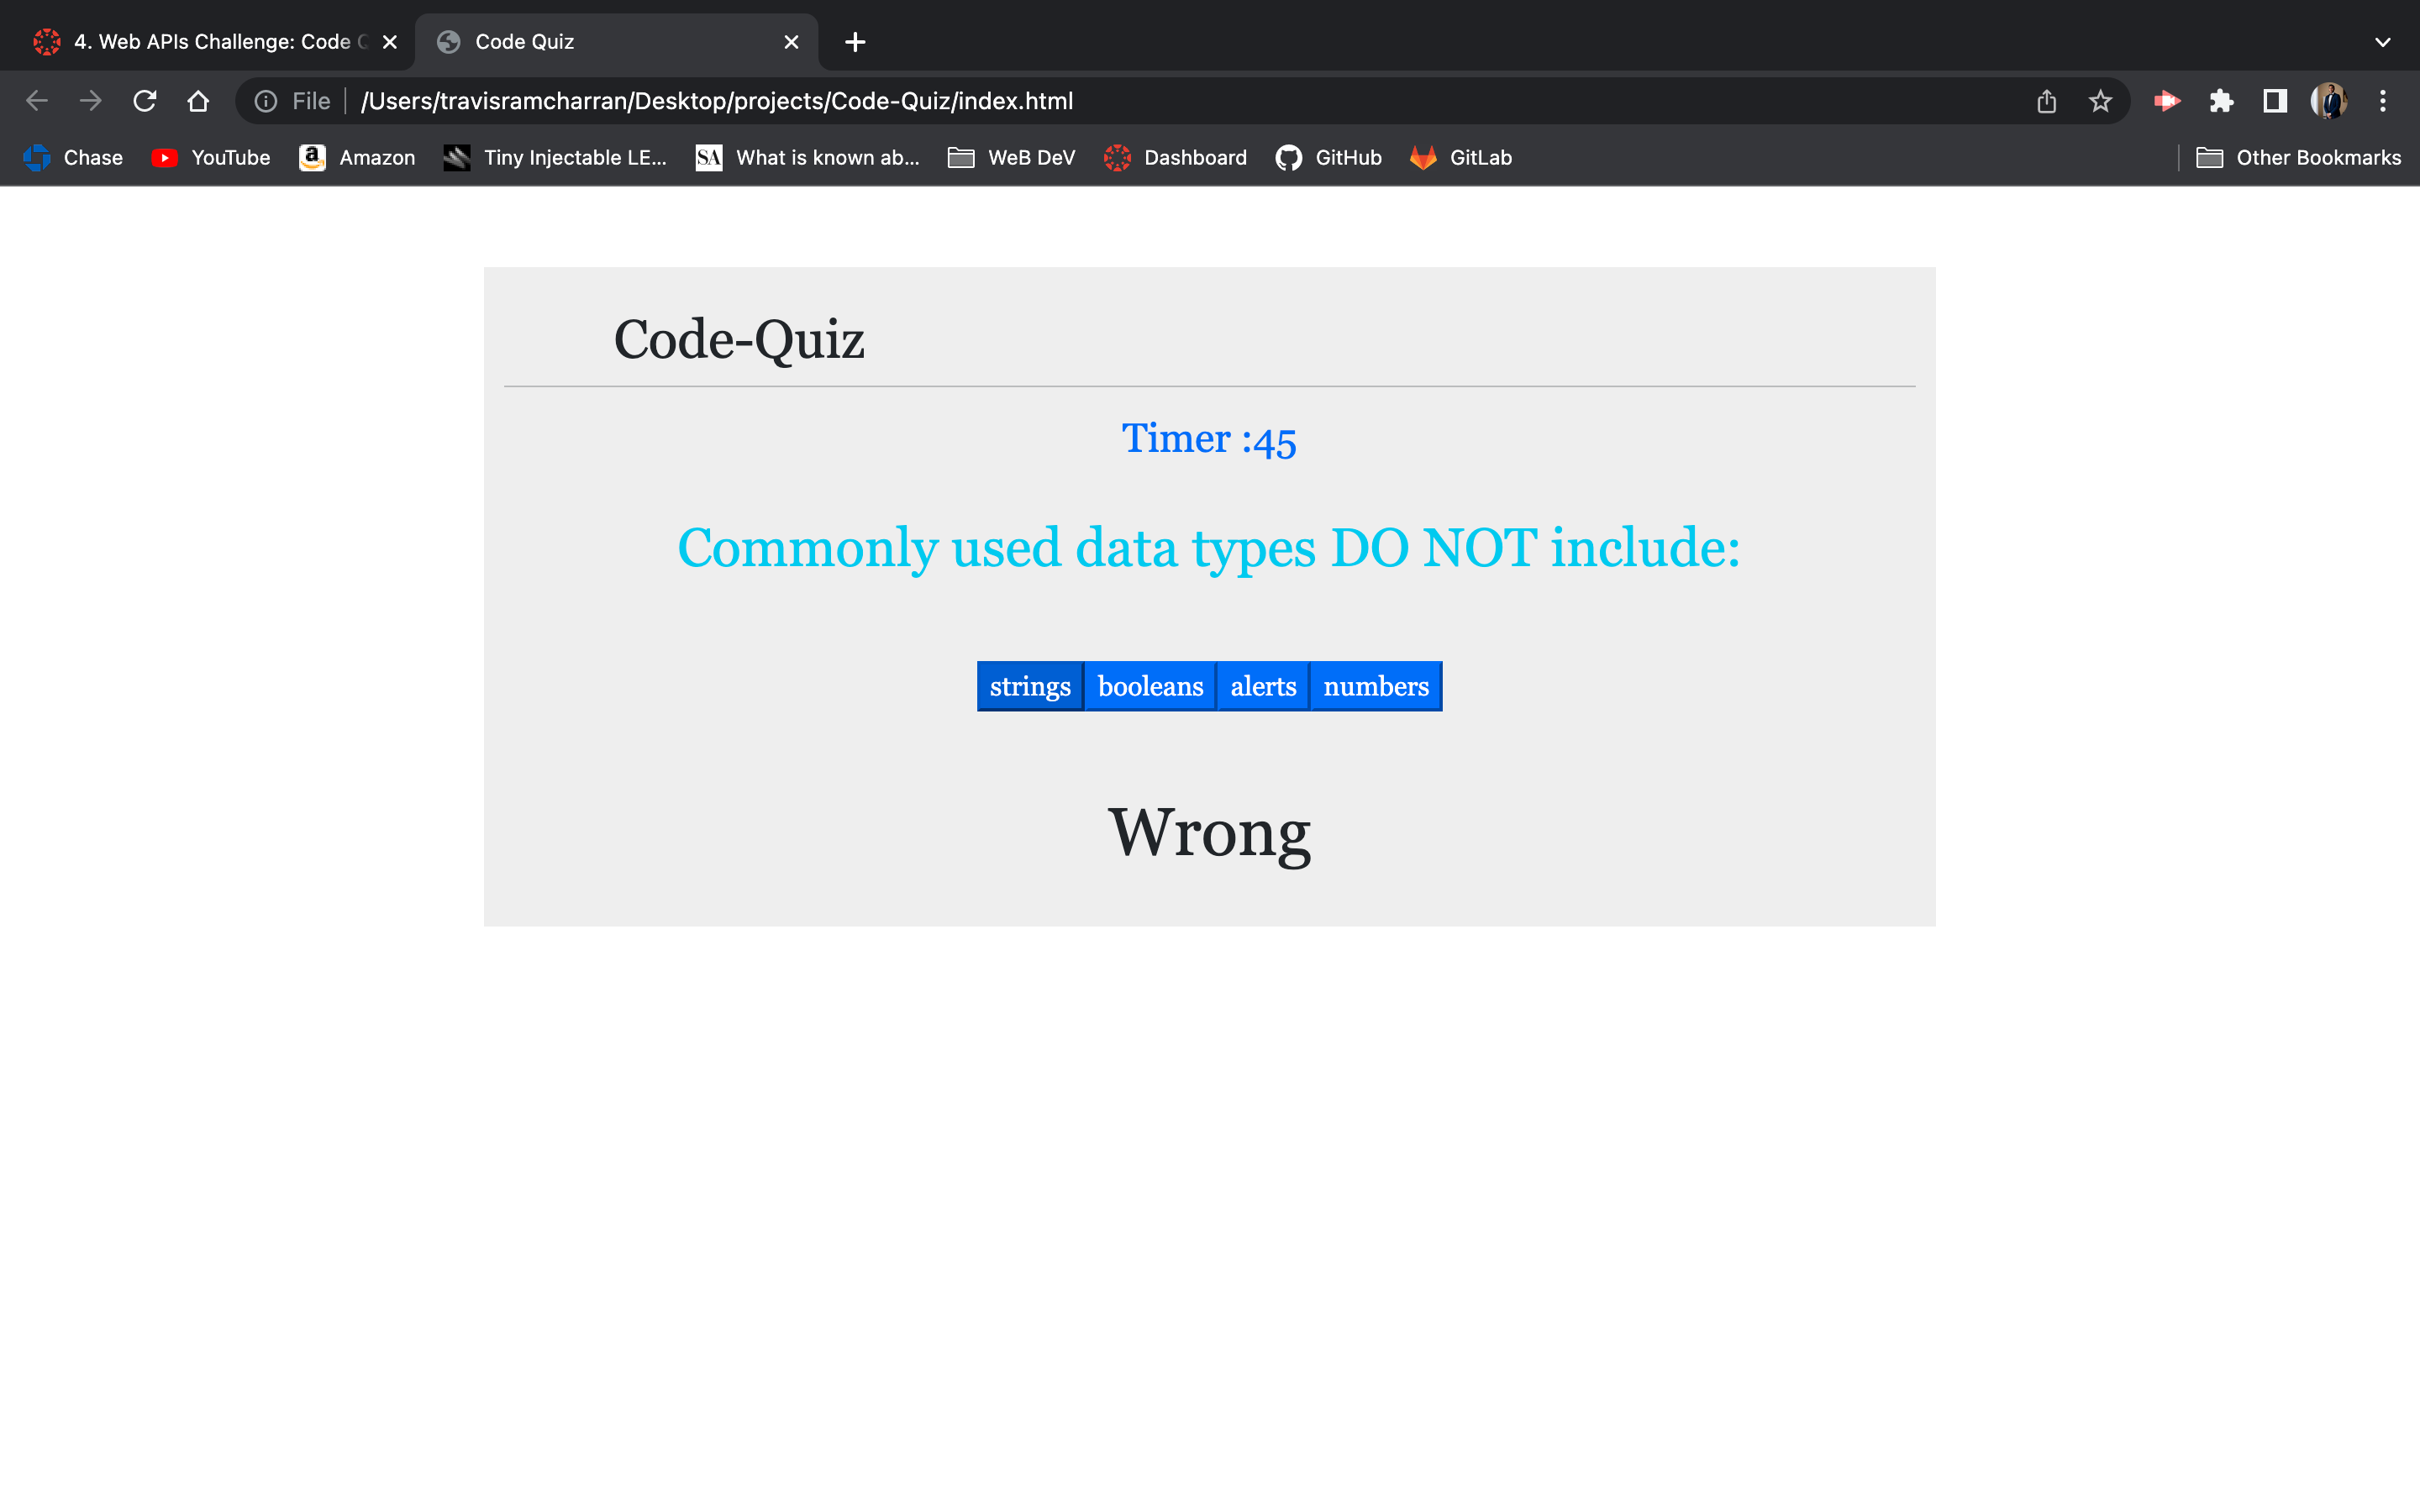 4. Web APIs Challenge: Code Q
Code Quiz
File
/Users/travisramcharran/Desktop/projects/Code-Quiz/index.html
Chase
YouTube
a
Amazon
Tiny Injectable LE...
SA
What is known ab...
WeB DeV
Dashboard
GitHub
GitLab
Other Bookmarks
Code-Quiz
Timer :45
Commonly used data types DO NOT include:
strings booleans alerts numbers
Wrong